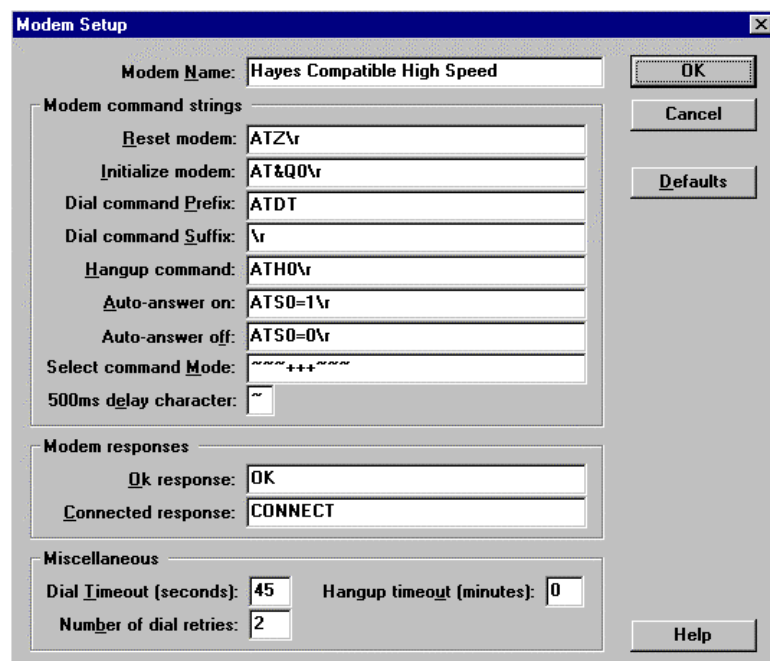 Modem Setup
Modem Name: Hayes Compatible High Speed
OK
Modem command strings
Cancel
Reset modem: ATZ\r
Initialize modem: AT&Q0\r
Defaults
Dial command Prefix: ATDT
Dial command Suffix: \r
Hangup command: ATH0\r
Auto-answer on: ATS0=1\r
Auto-answer off: ATS0=0\r
Select command Mode: ~~~+++~~~
500ms delay character: ~
Modem responses
Ok response: OK
Connected response: CONNECT
Miscellaneous
Dial Timeout (seconds): 45 Hangup timeout (minutes): 0
Number of dial retries: 2
Help